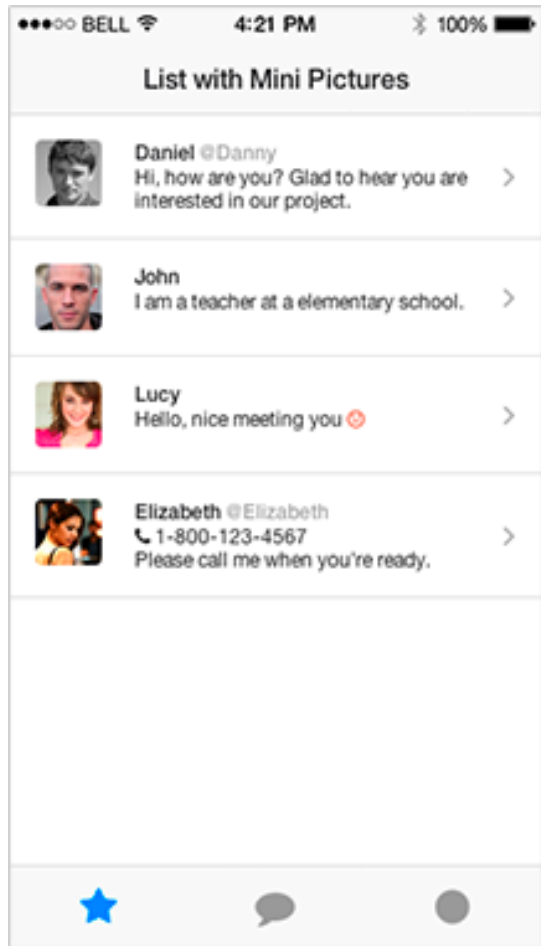 BELL 4:21 PM 100%
List with Mini Pictures
Daniel @Danny
Hi, how are you? Glad to hear you are
interested in our project.
John
I am a teacher at a elementary school.
Lucy
Hello, nice meeting you
Elizabeth @Elizabeth
1-800-123-4567
Please call me when you're ready.